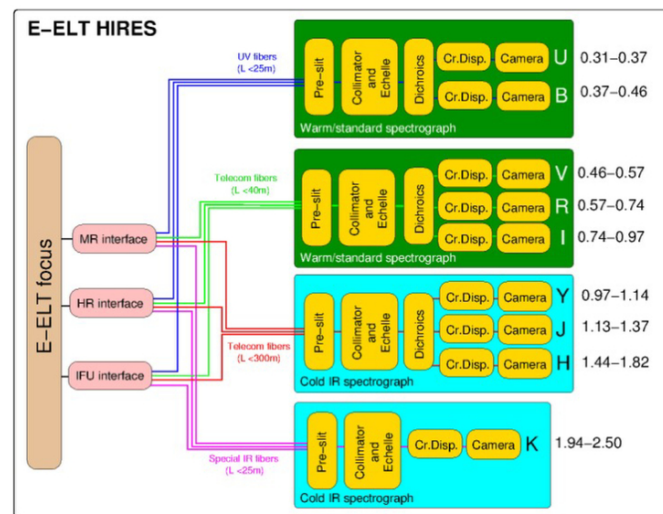 E-ELT HIRES
UV fibers
(L <25m)
Pre-slit
Collimator
and
Echelle
Dichroics
Cr.Disp.
Camera
U
0.31-0.37
Cr.Disp.
Camera
B
0.37-0.46
Warm/standard spectrograph
Telecom fibers
(L <40m)
Pre-slit
Collimator
and
Echelle
Dichroics
Cr.Disp.
Camera
V
0.46-0.57
Cr.Disp.
Camera
R
0.57-0.74
Cr.Disp.
Camera
I
0.74-0.97
Warm/standard spectrograph
E-ELT focus
MR interface
HR interface
IFU interface
Telecom fibers
(L <300m)
Pre-slit
Collimator
and
Echelle
Dichroics
Cr.Disp.
Camera
Y
0.97-1.14
Cr.Disp.
Camera
J
1.13-1.37
Cr.Disp.
Camera
H
1.44-1.82
Cold IR spectrograph
Special IR fibers
(L <25m)
Pre-slit
Collimator
and
Echelle
Cr.Disp.
Camera
K
1.94-2.50
Cold IR spectrograph